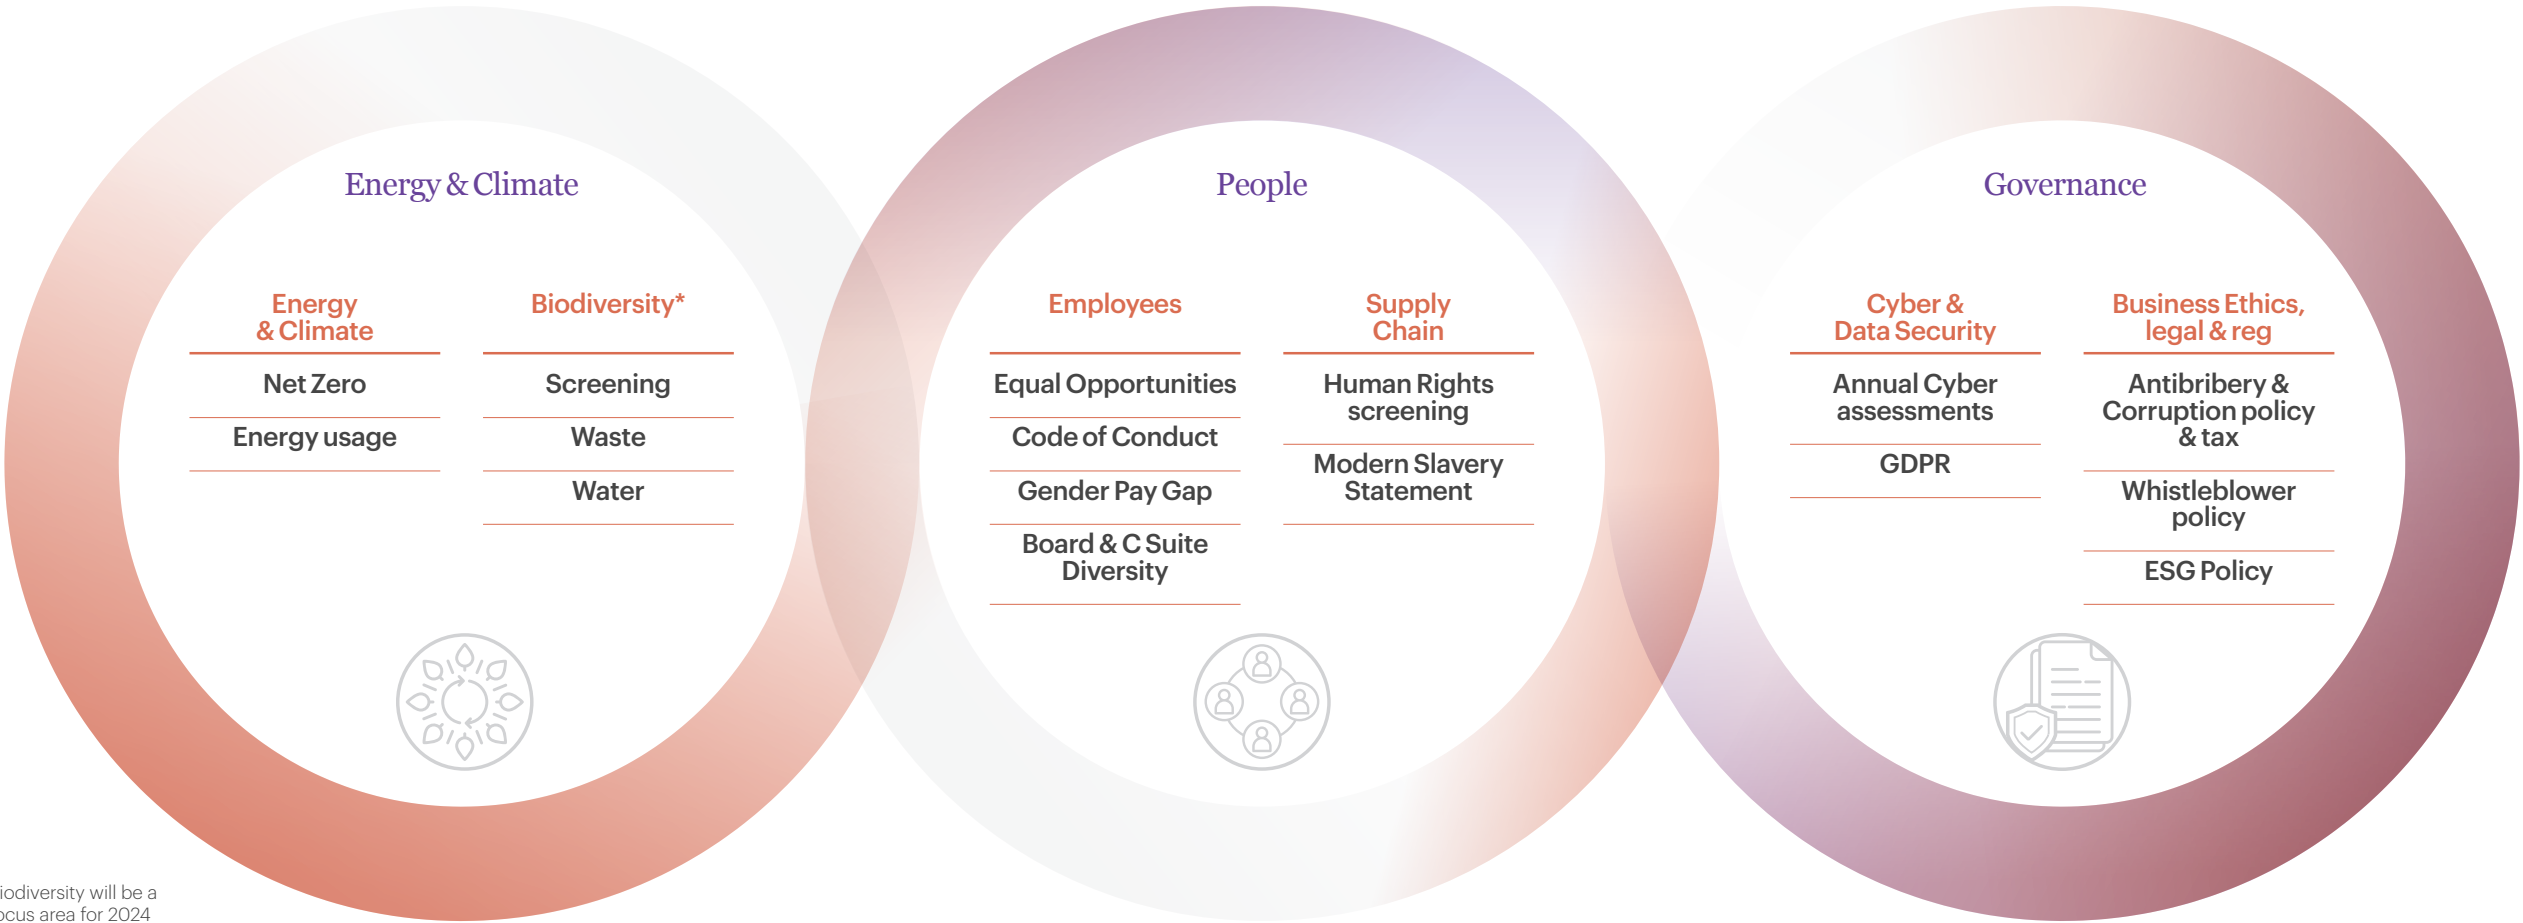 Energy & Climate
Energy
& Climate
Net Zero
Energy usage
Biodiversity*
Screening
Waste
Water
People
Employees
Equal Opportunities
Code of Conduct
Gender Pay Gap
Board & C Suite
Diversity
Supply
Chain
Human Rights
screening
Modern Slavery
Statement
Governance
Cyber &
Data Security
Annual Cyber
assessments
GDPR
Business Ethics,
legal & reg
Antibribery &
Corruption policy
& tax
Whistleblower
policy
ESG Policy
iodiversity will be a
ocus area for 2024